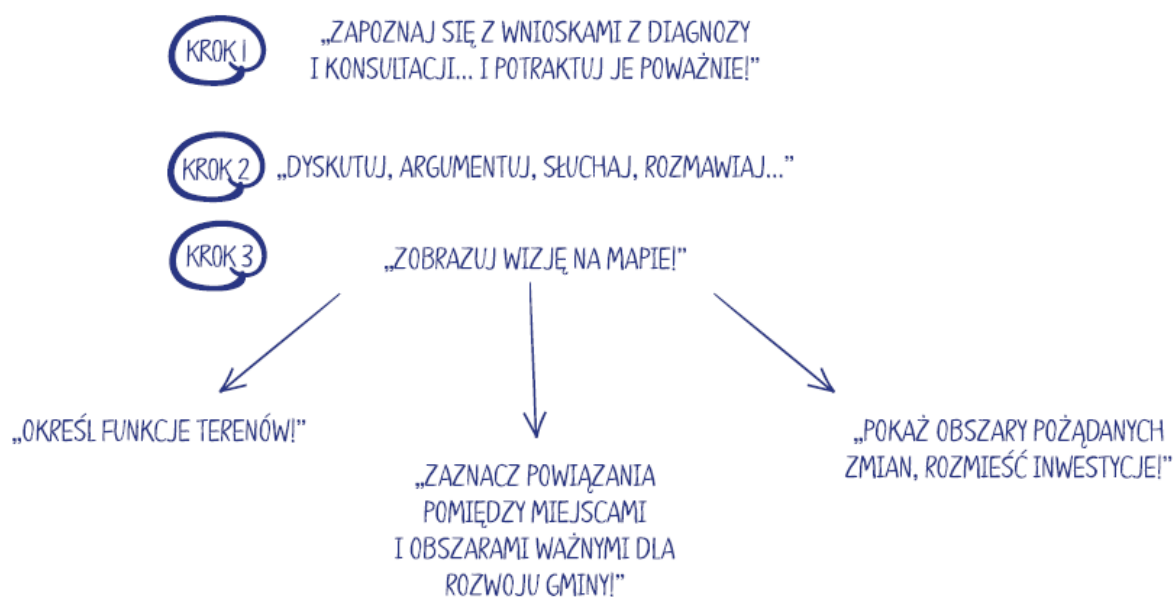 KROK 1
„ZAPOZNAJ SIĘ Z WNIOSKAMI Z DIAGNOZY
I KONSULTACJI... I POTRAKTUJ JE POWAŻNIE!”
KROK 2
„DYSKUTUJ, ARGUMENTUJ, SŁUCHAJ, ROZMAWIAJ...”
KROK 3
„ZOBRAZUJ WIZJĘ NA MAPIE!”
„OKREŚL FUNKCJE TERENÓW!”
„ZAZNACZ POWIĄZANIA
POMIĘDZY MIEJSCAMI
I OBSZARAMI WAŻNYMI DLA
ROZWOJU GMINY!”
„POKAŻ OBSZARY POŻĄDANYCH
ZMIAN, ROZMIEŚĆ INWESTYCJE!”